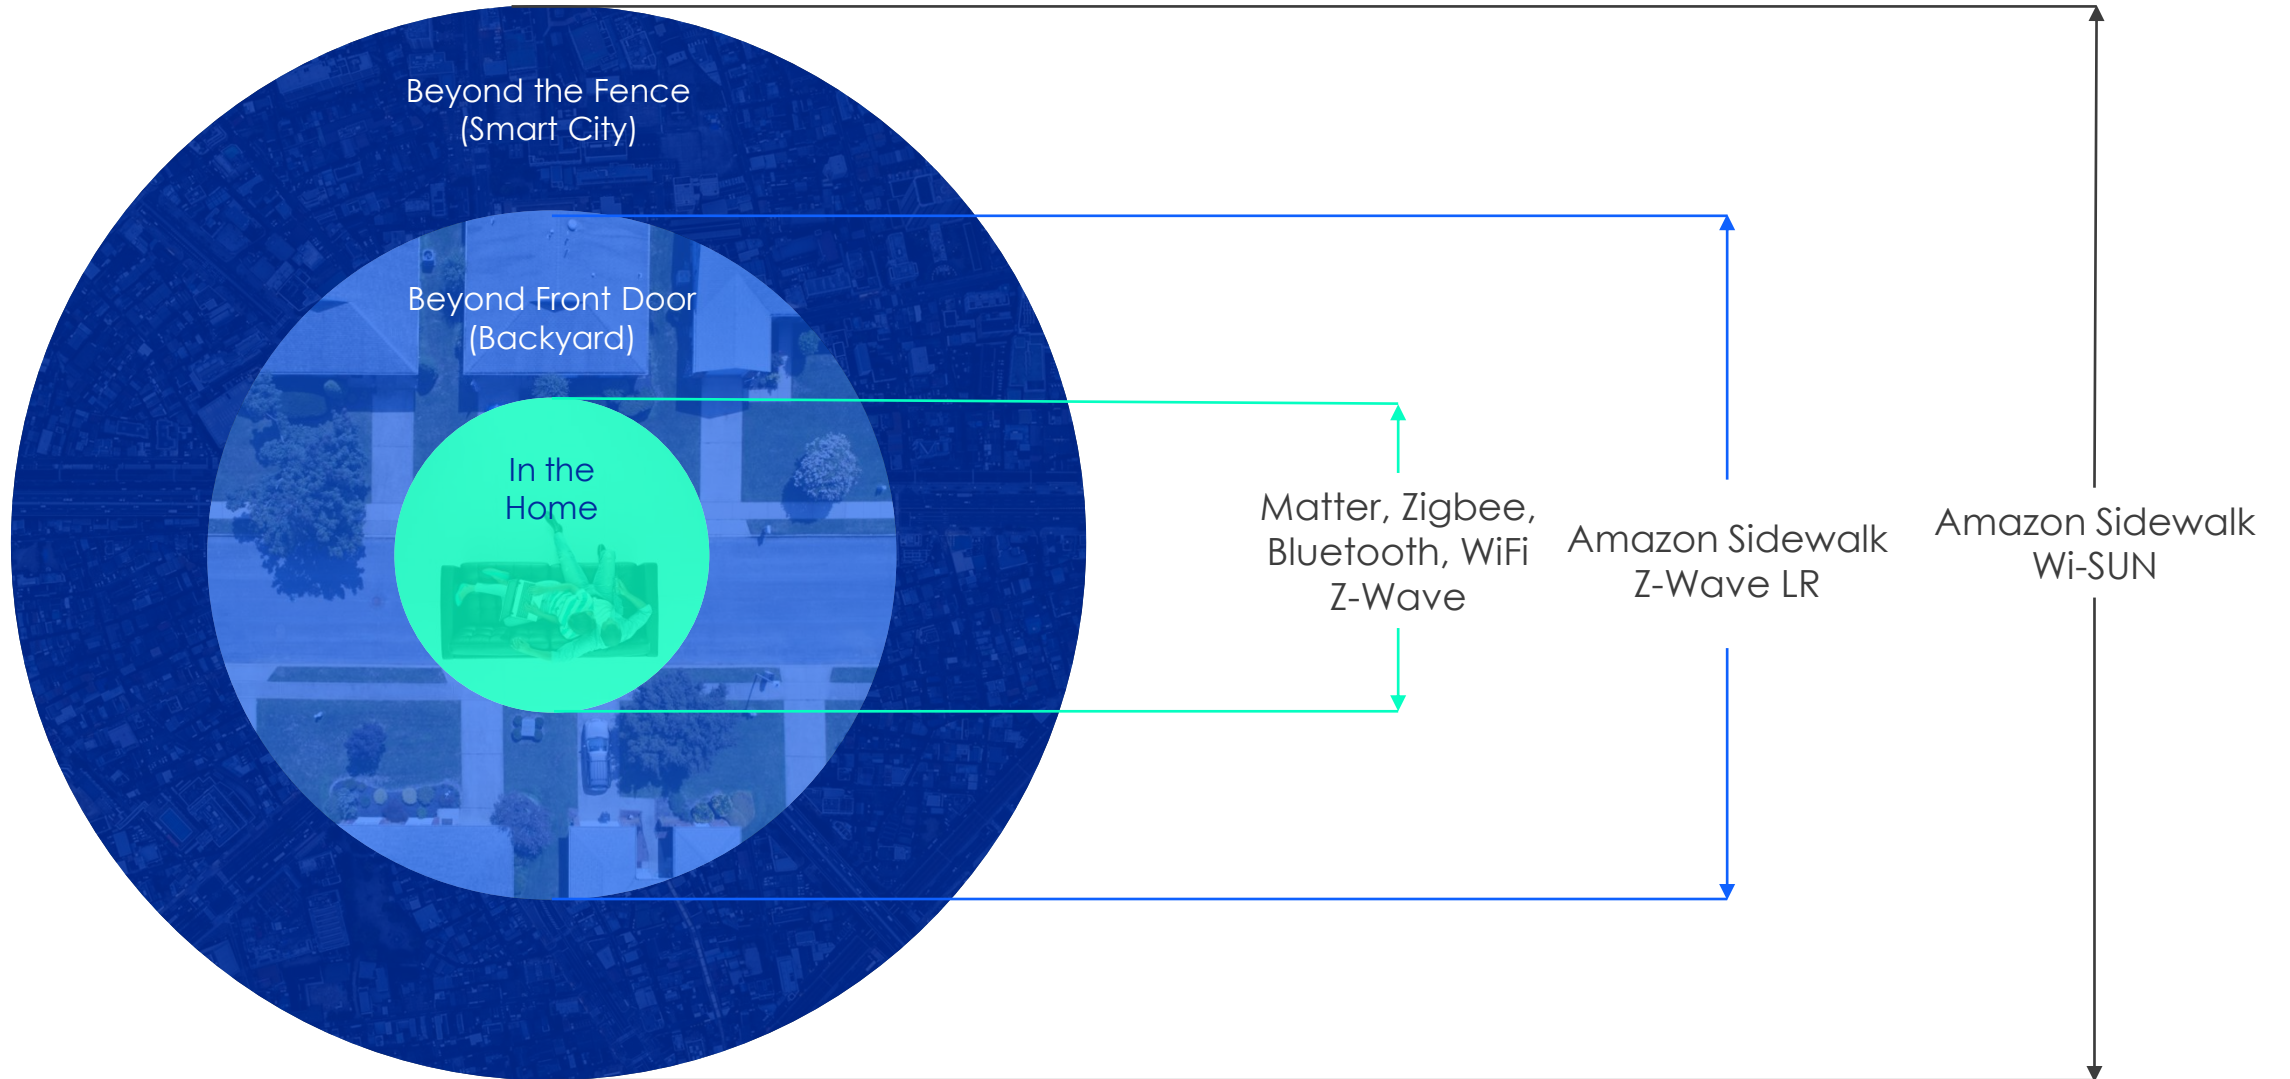 Beyond the Fence
(Smart City)
Beyond Front Door
(Backyard)
In the
Home
Matter, Zigbee,
Bluetooth, WiFi
Z-Wave
Amazon Sidewalk
Z-Wave LR
Amazon Sidewalk
Wi-SUN